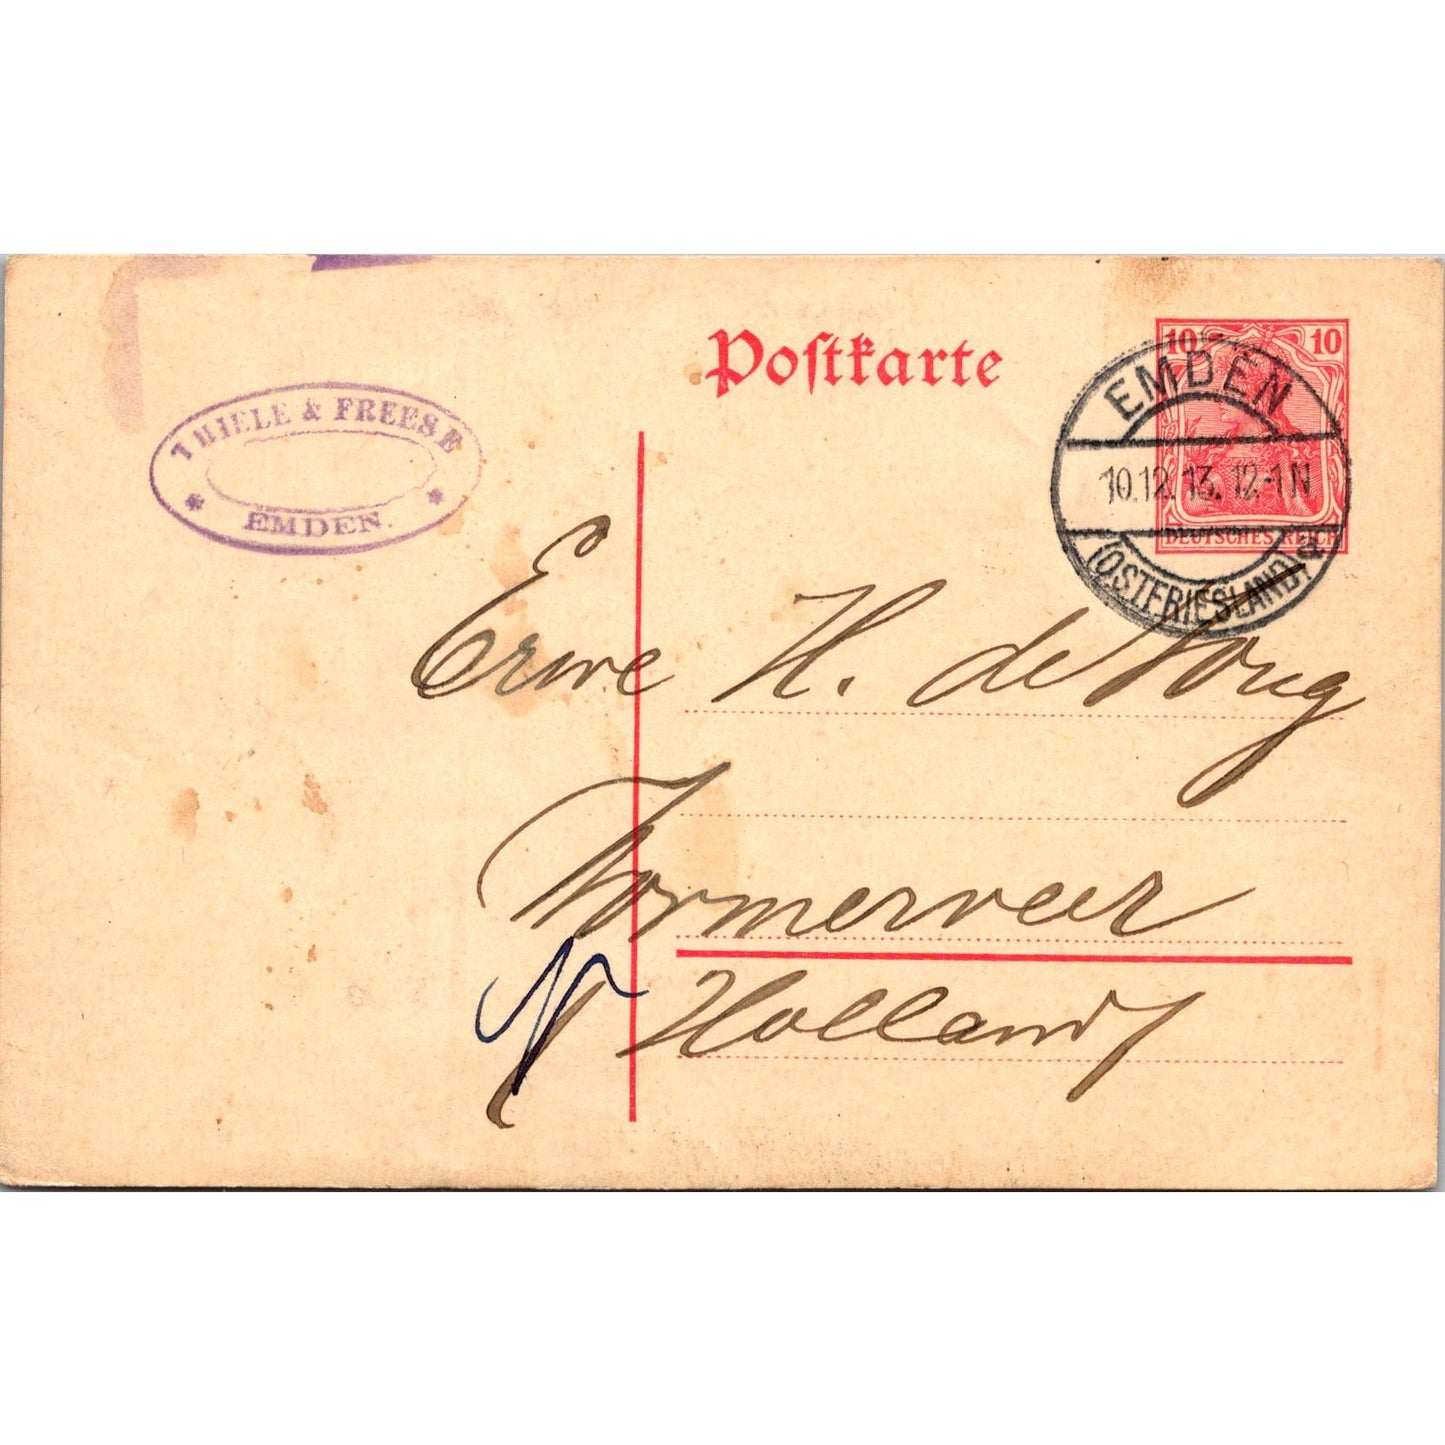 Postkarte
10 10
DEUTSCHES REICH
EMDEN
10.12.13.12-1N
(OSTFRIESLAND)
THIELE & FREESE
EMDEN.
H. de Jong
Wormerveer
Holland